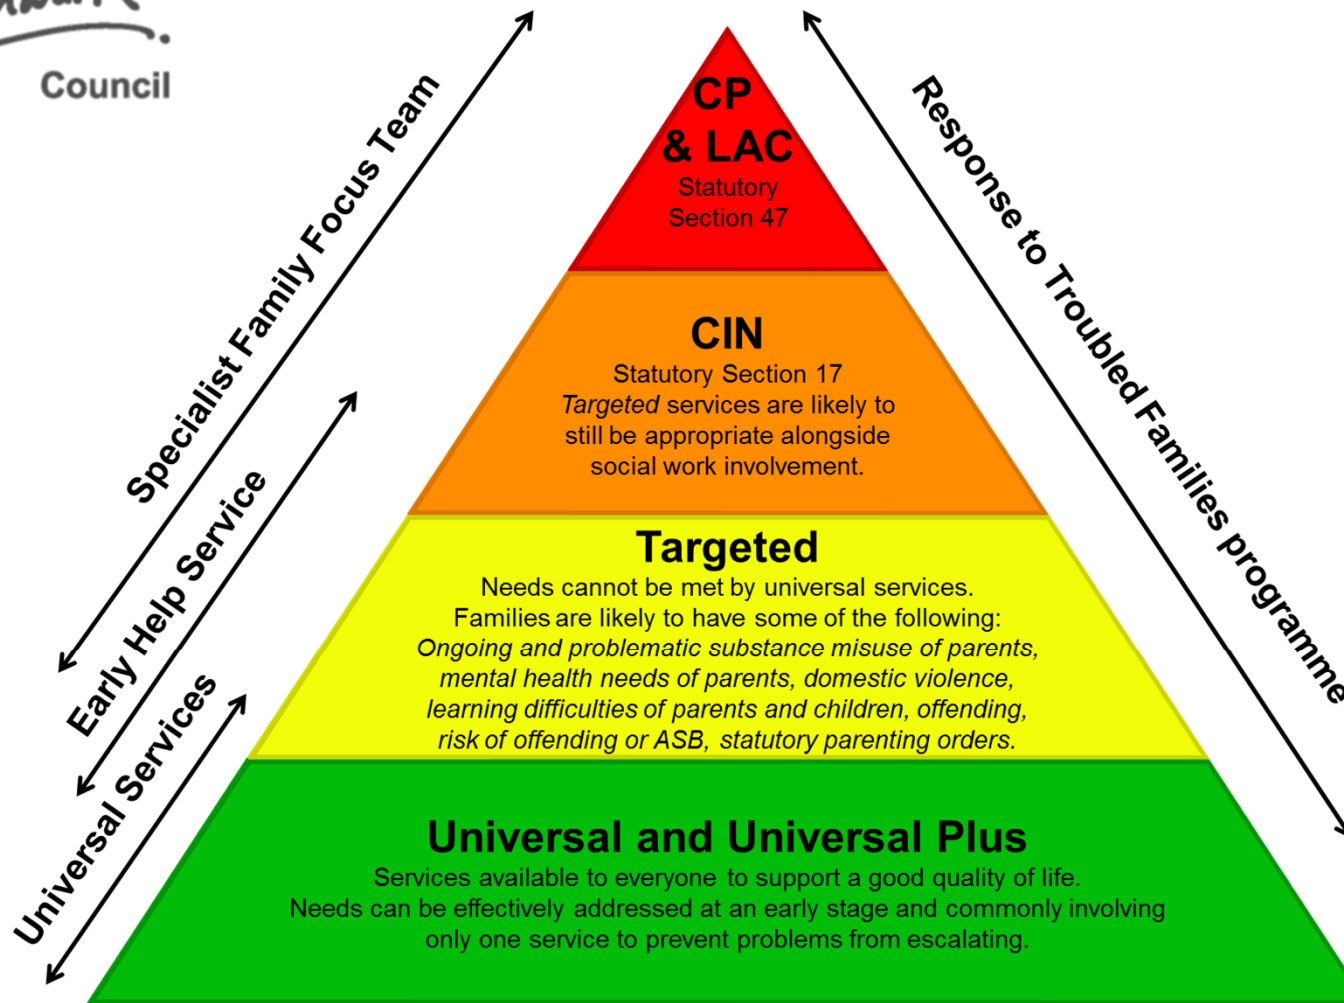 Council
Specialist Family Focus Team
Early Help Service
Universal Services
Response to Troubled Families programme
CP
& LAC
Statutory
Section 47
CIN
Statutory Section 17
Targeted services are likely to
still be appropriate alongside
social work involvement.
Targeted
Needs cannot be met by universal services.
Families are likely to have some of the following:
Ongoing and problematic substance misuse of parents,
mental health needs of parents, domestic violence,
learning difficulties of parents and children, offending,
risk of offending or ASB, statutory parenting orders.
Universal and Universal Plus
Services available to everyone to support a good quality of life.
Needs can be effectively addressed at an early stage and commonly involving
only one service to prevent problems from escalating.